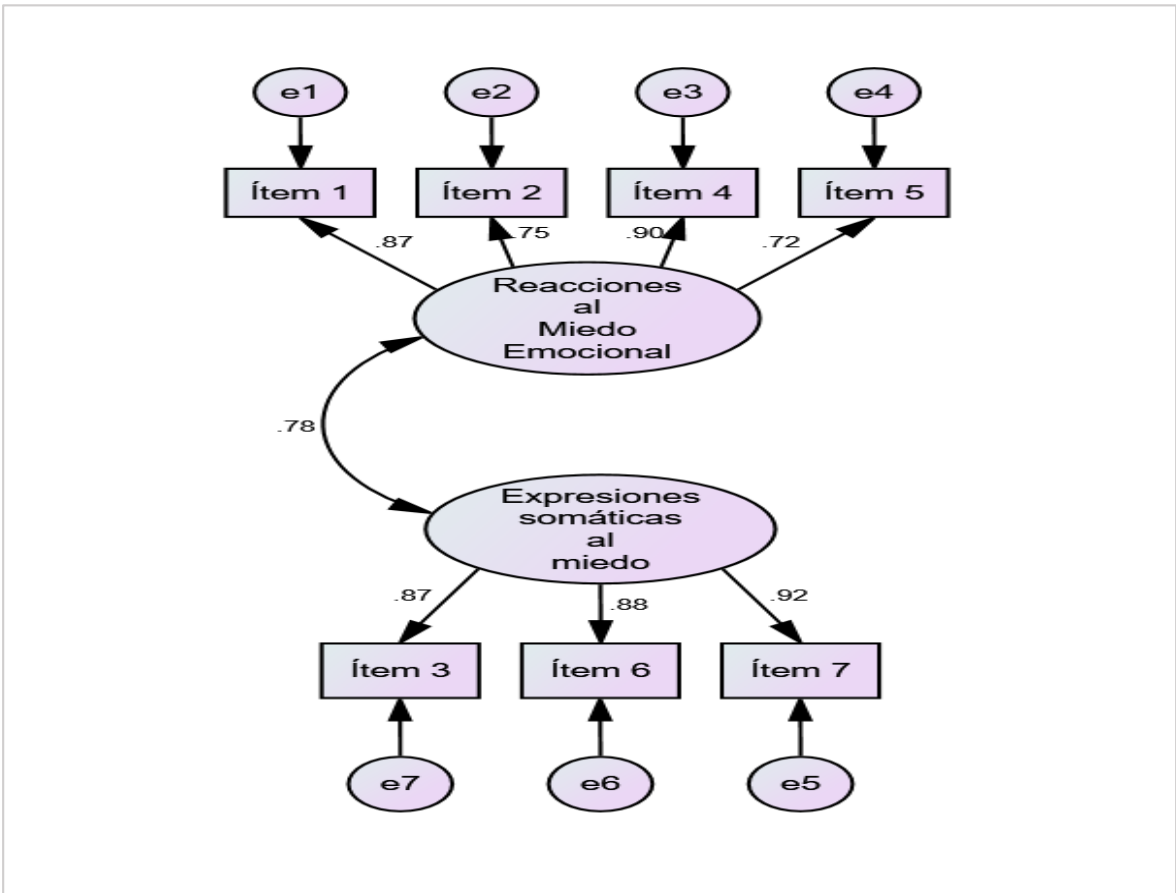 e1 e2 e3 e4
Ítem 1 Ítem 2 Ítem 4 Ítem 5
.87 .75 .90 .72
Reacciones
al
Miedo
Emocional
.78
Expresiones
somáticas
al
miedo
.87 .88 .92
Ítem 3 Ítem 6 Ítem 7
e7 e6 e5